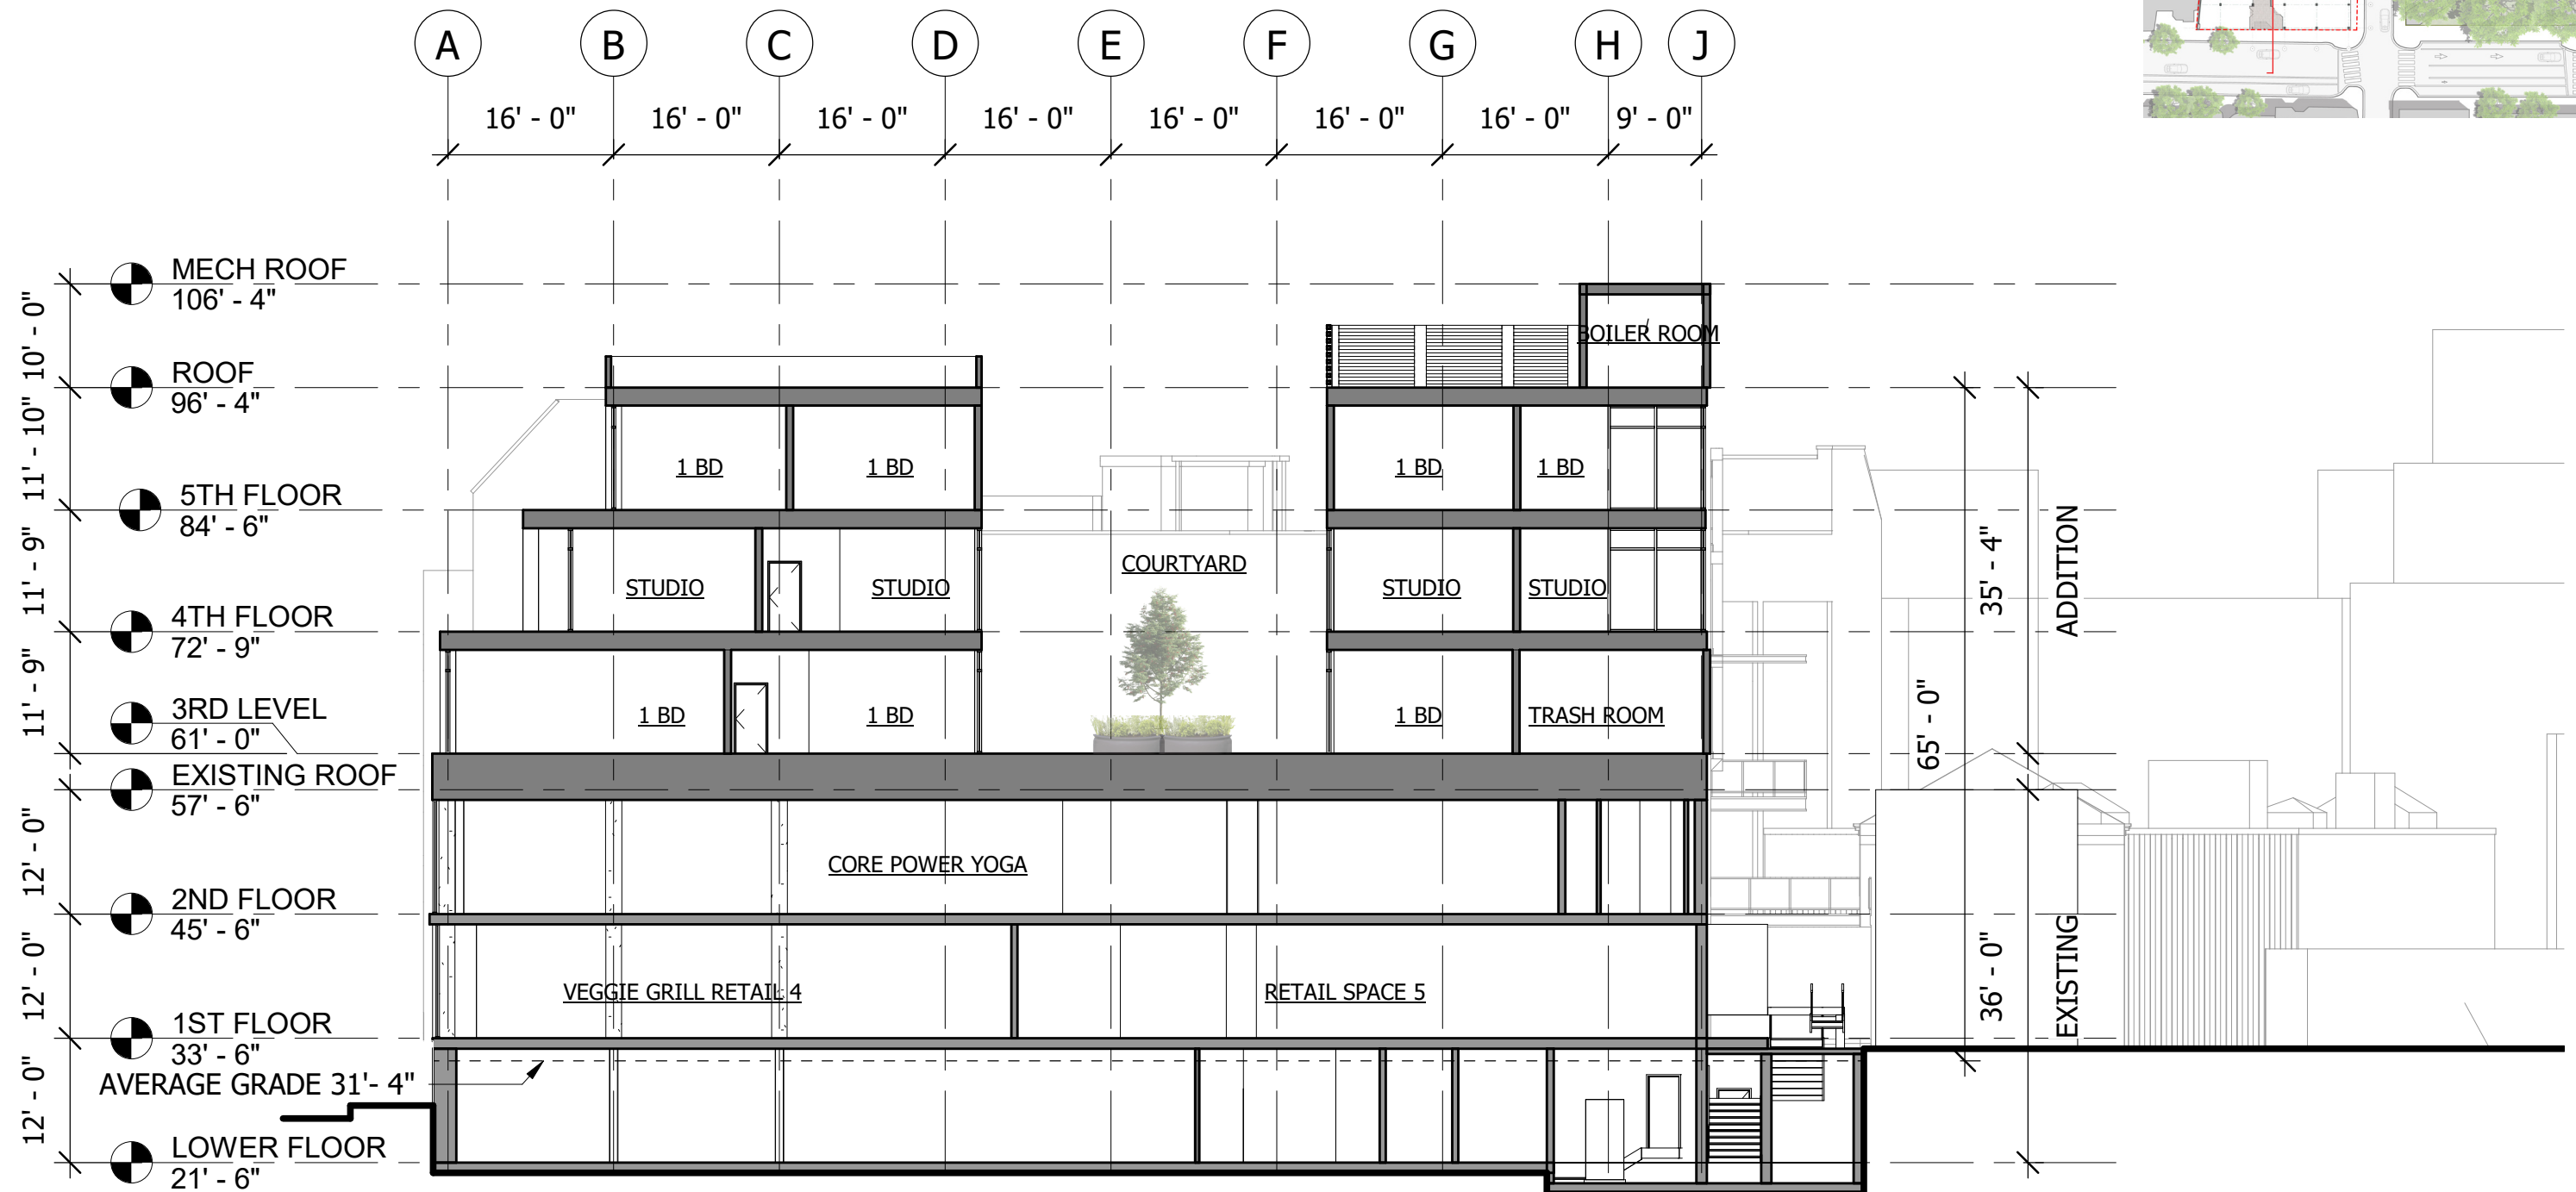 A B C D E F G H J
16' - 0" 16' - 0" 16' - 0" 16' - 0" 16' - 0" 16' - 0" 16' - 0" 9' - 0"
MECH ROOF
106' - 4"
10' - 0"
BOILER ROOM
ROOF
96' - 4"
11' - 10"
1 BD 1 BD 1 BD 1 BD
5TH FLOOR
84' - 6"
11' - 9"
COURTYARD
STUDIO STUDIO STUDIO STUDIO
35' - 4"
ADDITION
4TH FLOOR
72' - 9"
11' - 9"
3RD LEVEL
61' - 0"
1 BD 1 BD 1 BD TRASH ROOM
65' - 0"
EXISTING ROOF
57' - 6"
12' - 0"
CORE POWER YOGA
2ND FLOOR
45' - 6"
12' - 0"
VEGGIE GRILL RETAIL 4 RETAIL SPACE 5
36' - 0"
EXISTING
1ST FLOOR
33' - 6"
AVERAGE GRADE 31'- 4"
12' - 0"
LOWER FLOOR
21' - 6"